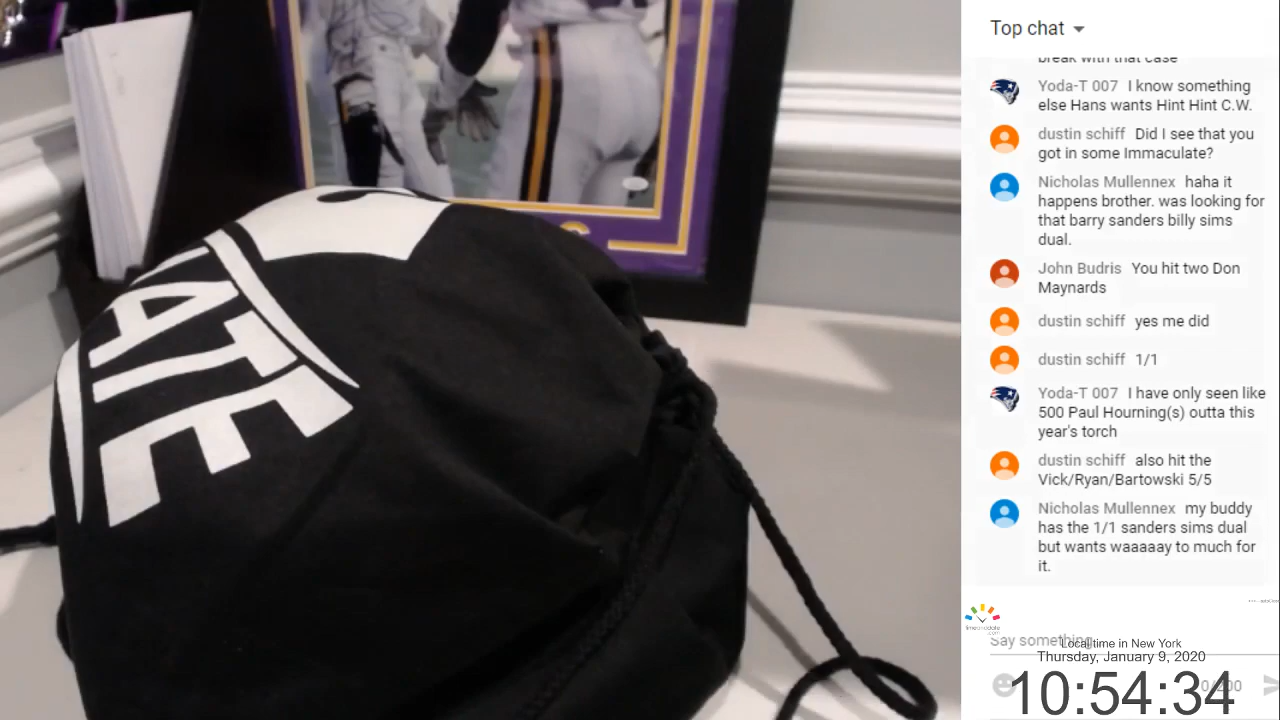 ATE
Top chat
break with that case
Yoda-T 007 I know something
else Hans wants Hint Hint C.W.
dustin schiff Did I see that you
got in some Immaculate?
Nicholas Mullennex haha it
happens brother. was looking for
that barry sanders billy sims
dual.
John Budris You hit two Don
Maynards
dustin schiff yes me did
dustin schiff 1/1
Yoda-T 007 I have only seen like
500 Paul Hourning(s) outta this
year's torch
dustin schiff also hit the
Vick/Ryan/Bartowski 5/5
Nicholas Mullennex my buddy
has the 1/1 sanders sims dual
but wants waaaaay to much for
it.
Say something
Local time in New York
Thursday, January 9, 2020
10:54:34